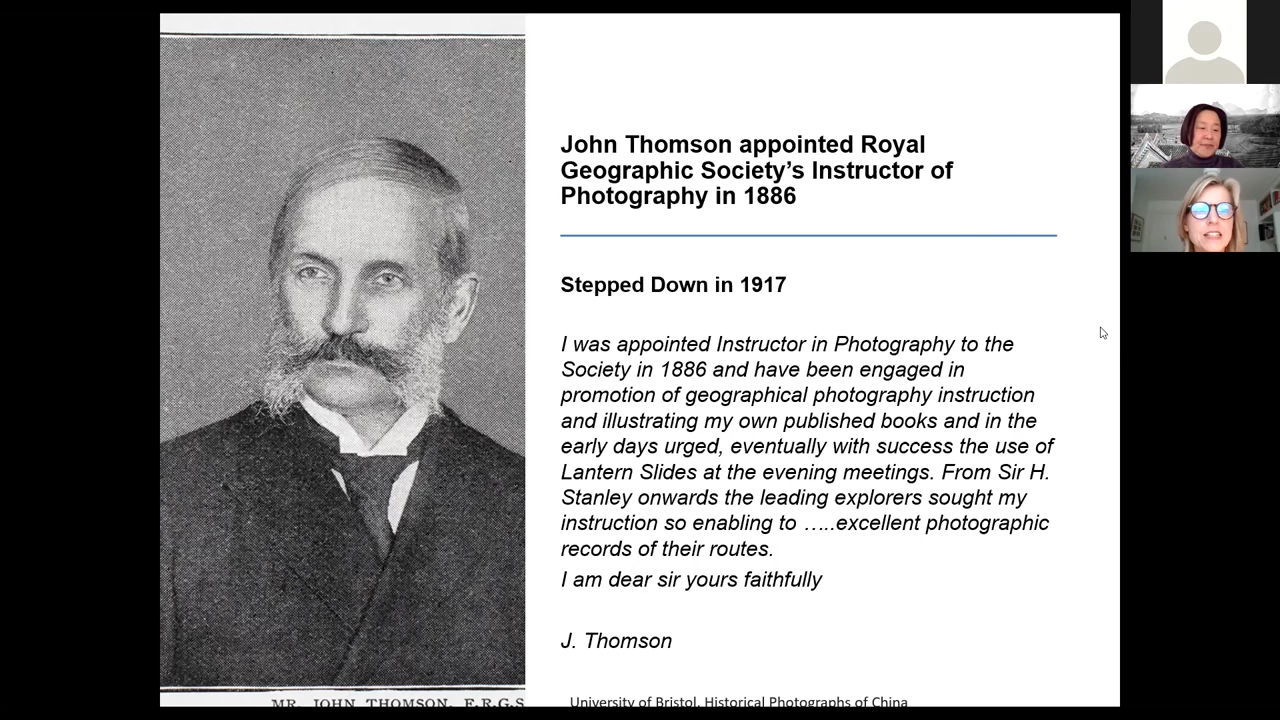 John Thomson appointed Royal
Geographic Society’s Instructor of
Photography in 1886
Stepped Down in 1917
I was appointed Instructor in Photography to the
Society in 1886 and have been engaged in
promotion of geographical photography instruction
and illustrating my own published books and in the
early days urged, eventually with success the use of
Lantern Slides at the evening meetings. From Sir H.
Stanley onwards the leading explorers sought my
instruction so enabling to …..excellent photographic
records of their routes.
I am dear sir yours faithfully
J. Thomson
MR. JOHN THOMSON, F.R.G.S
University of Bristol, Historical Photographs of China